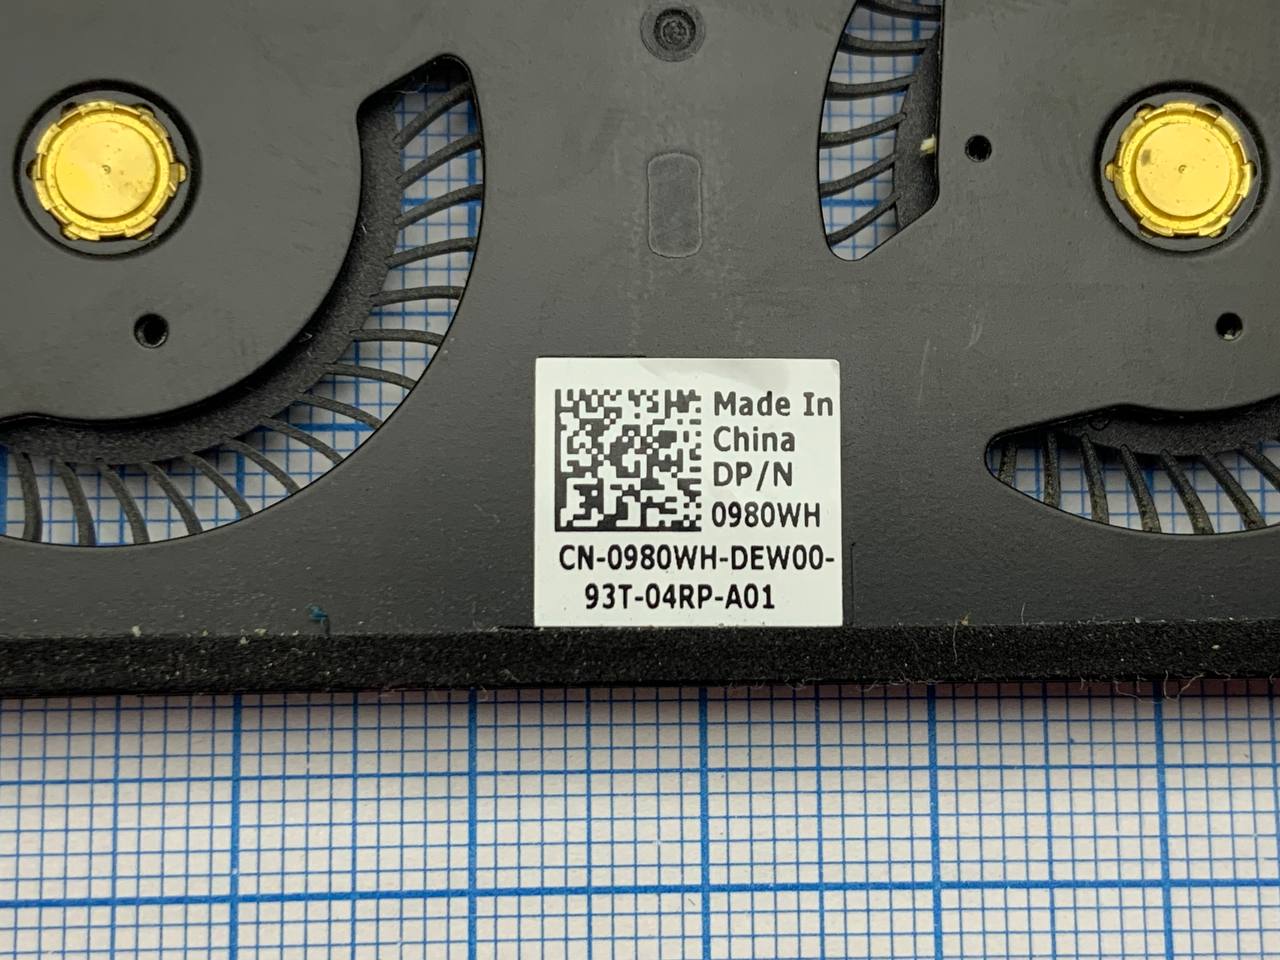 Made In
China
DP/N
0980WH
CN-0980WH-DEW00-
93T-04RP-A01